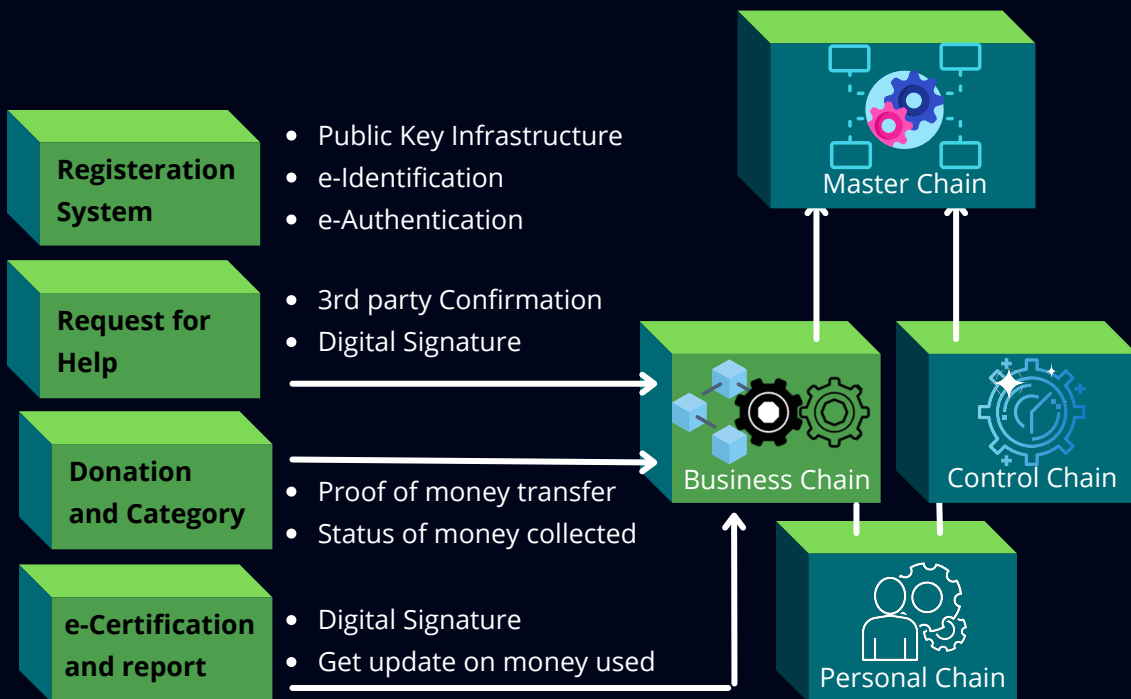 Registeration
System
• Public Key Infrastructure
• e-Identification
• e-Authentication
Master Chain
Request for
Help
• 3rd party Confirmation
• Digital Signature
Business Chain
Control Chain
Donation
and Category
• Proof of money transfer
• Status of money collected
e-Certification
and report
• Digital Signature
• Get update on money used
Personal Chain